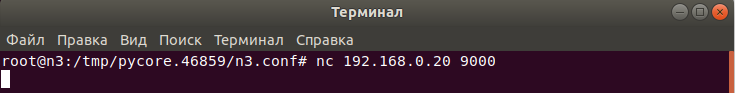 Терминал
Файл Правка Вид Поиск Терминал Справка
root@n3:/tmp/pycore.46859/n3.conf# nc 192.168.0.20 9000